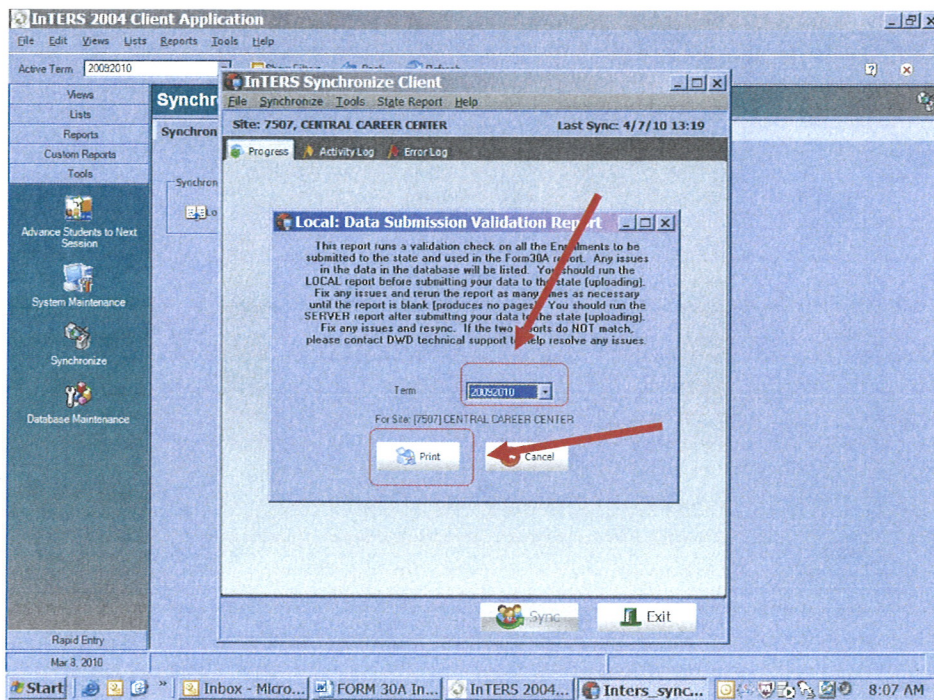 InTERS 2004 Client Application
File Edit Views Lists Reports Tools Help
Active Term 20092010
Views
Lists
Reports
Custom Reports
Tools
Advance Students to Next
Session
System Maintenance
Synchronize
Database Maintenance
Rapid Entry
Mar 8, 2010
Synchr
Synchron
Synchron
Lo
InTERS Synchronize Client
File Synchronize Tools State Report Help
Site: 7507, CENTRAL CAREER CENTER Last Sync: 4/7/10 13:19
Progress Activity Log Error Log
Local: Data Submission Validation Report
This report runs a validation check on all the Enrollments to be
submitted to the state and used in the Form30A report. Any issues
in the data in the database will be listed. You should run the
LOCAL report before submitting your data to the state (uploading).
Fix any issues and rerun the report as many times as necessary
until the report is blank (produces no pages). You should run the
SERVER report after submitting your data to the state (uploading).
Fix any issues and resync. If the two reports do NOT match,
please contact DWD technical support to help resolve any issues.
Term 20092010
For Site: [7507] CENTRAL CAREER CENTER
Print Cancel
Sync Exit
Start » Inbox - Micro... FORM 30A In... InTERS 2004... Inters_sync... 8:07 AM